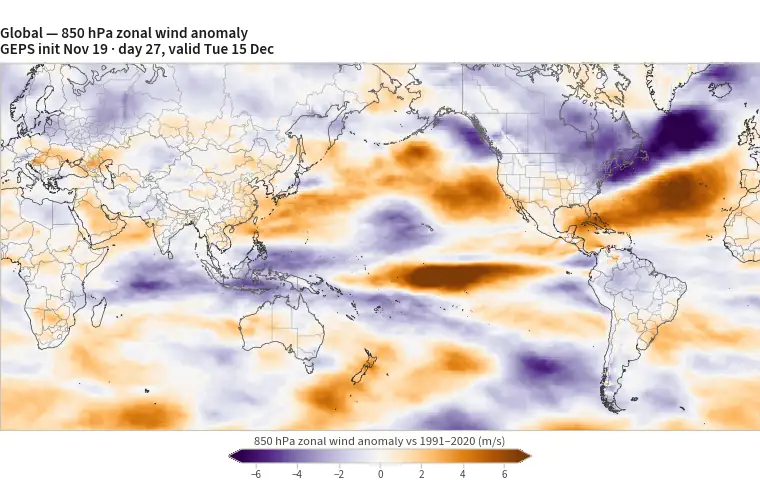 Global — 850 hPa zonal wind anomaly
GEPS init Nov 19 · day 27, valid Tue 15 Dec
850 hPa zonal wind anomaly vs 1991–2020 (m/s)
−6 −4 −2 0 2 4 6